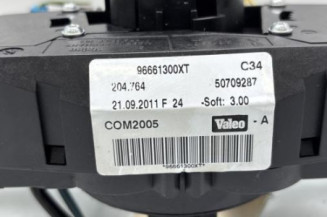 96661300XT C34
204.764 50709287
21.09.2011 F 24 -Soft: 3.00
COM2005 Valeo - A
*96661300XT*